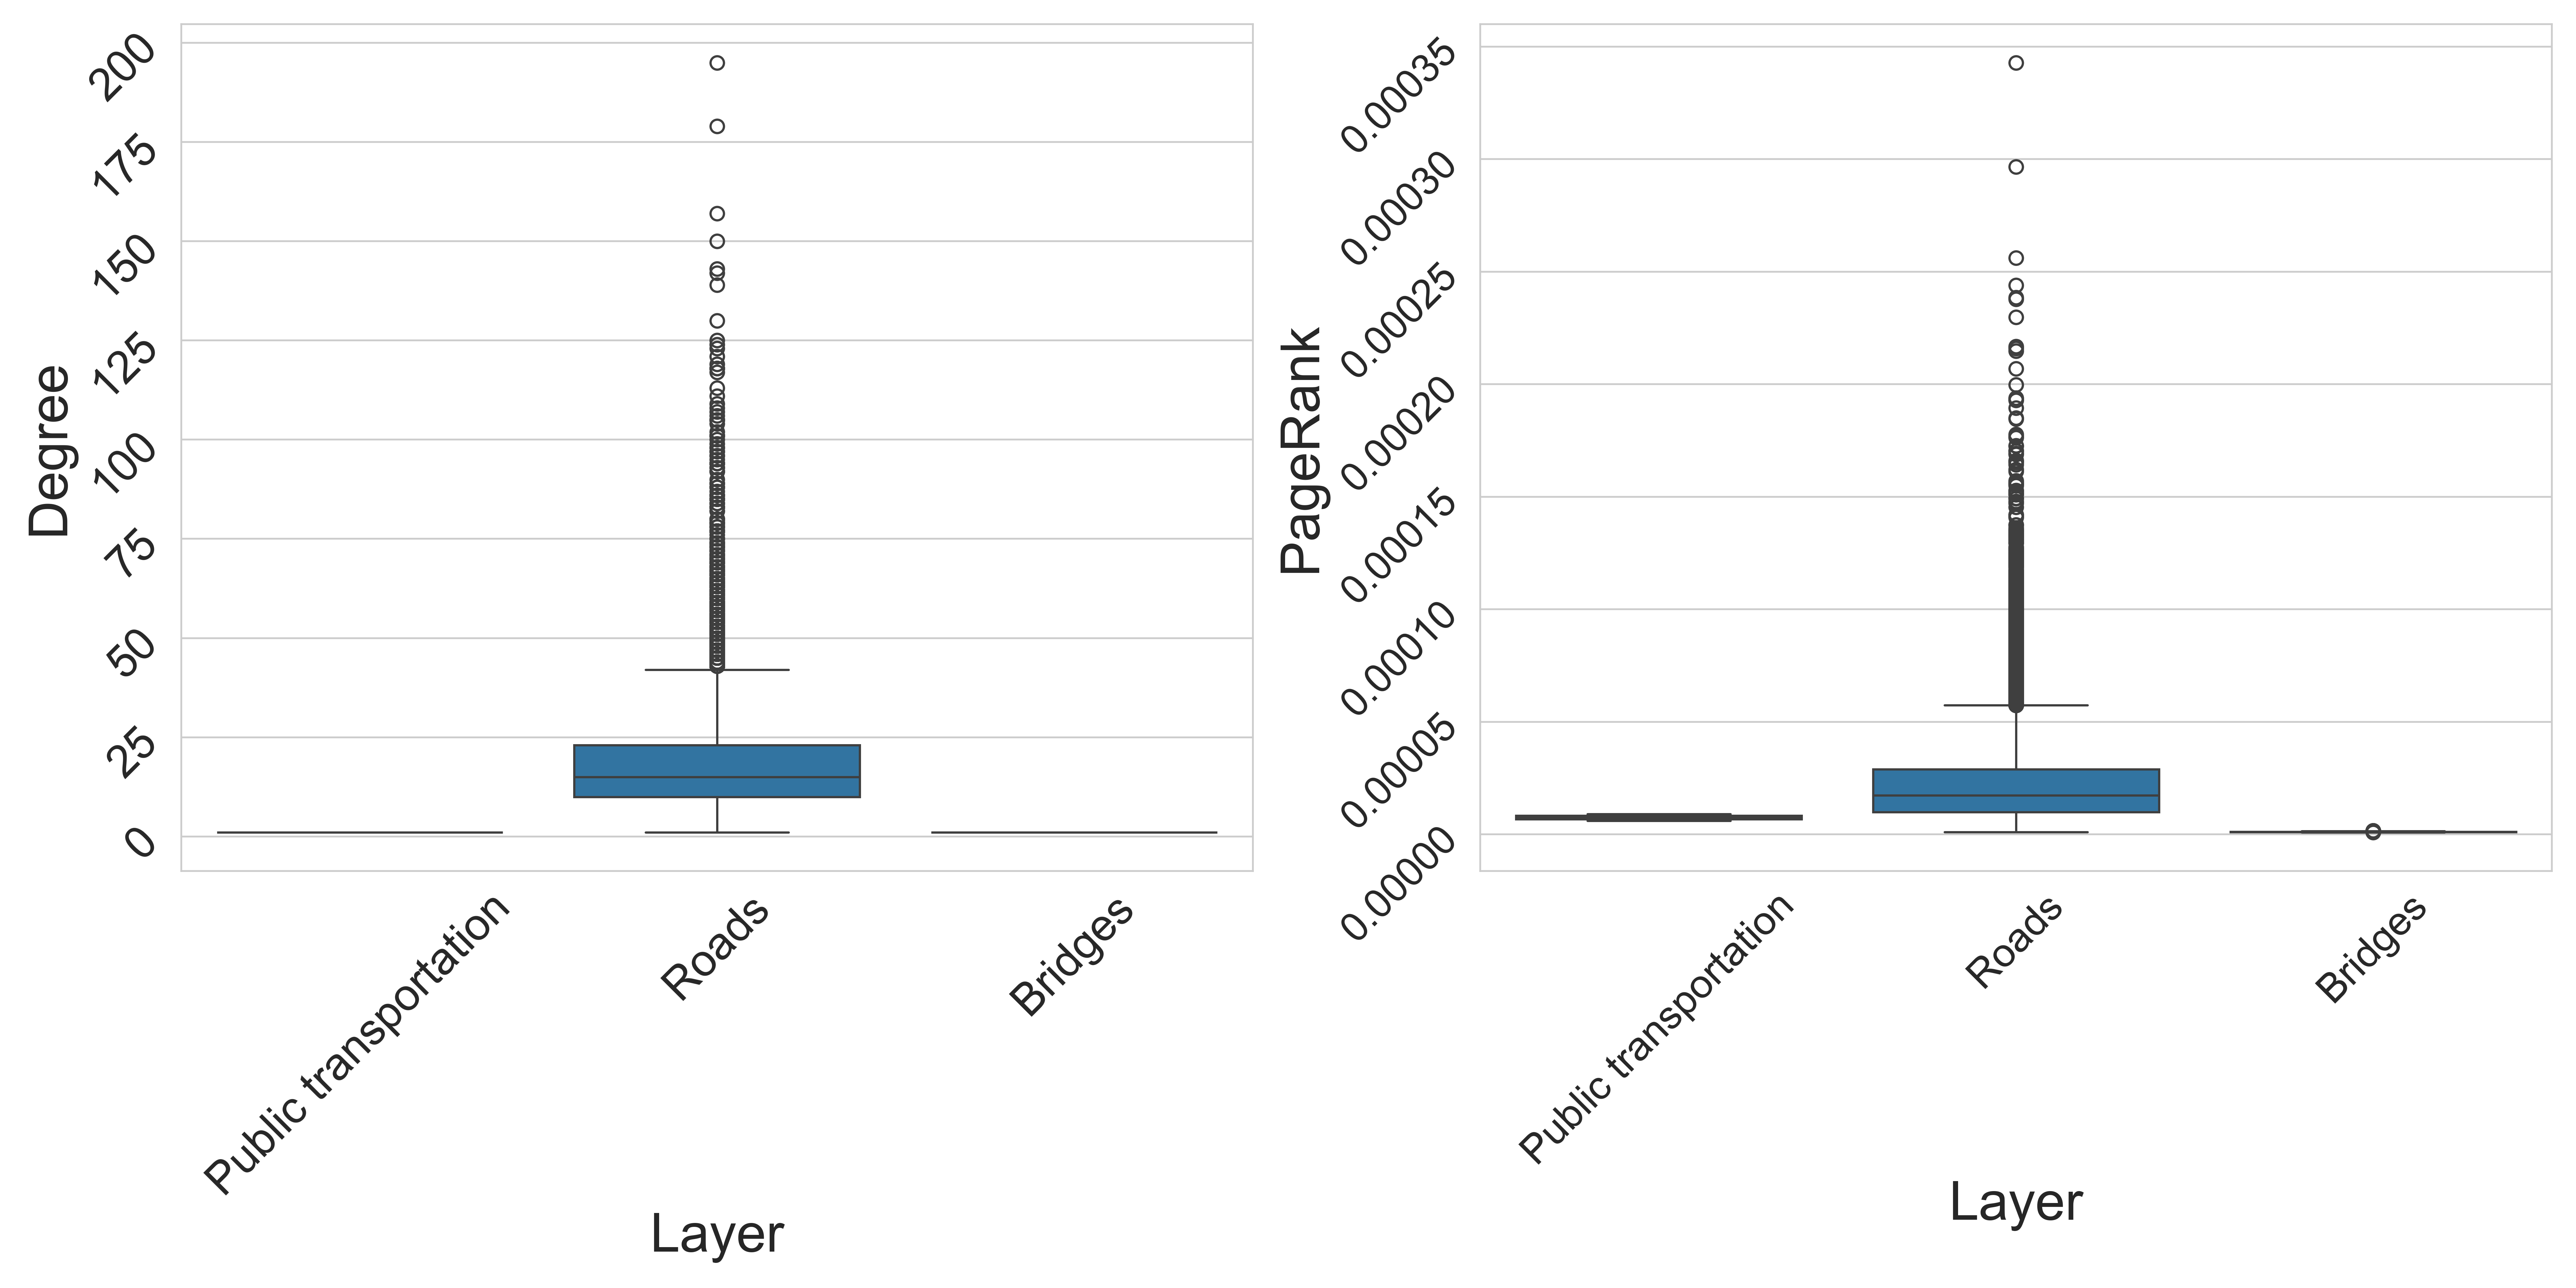 Degree
200
175
150
125
100
75
50
25
0
Public transportation
Roads
Bridges
Layer
PageRank
0.00035
0.00030
0.00025
0.00020
0.00015
0.00010
0.00005
0.00000
Public transportation
Roads
Bridges
Layer